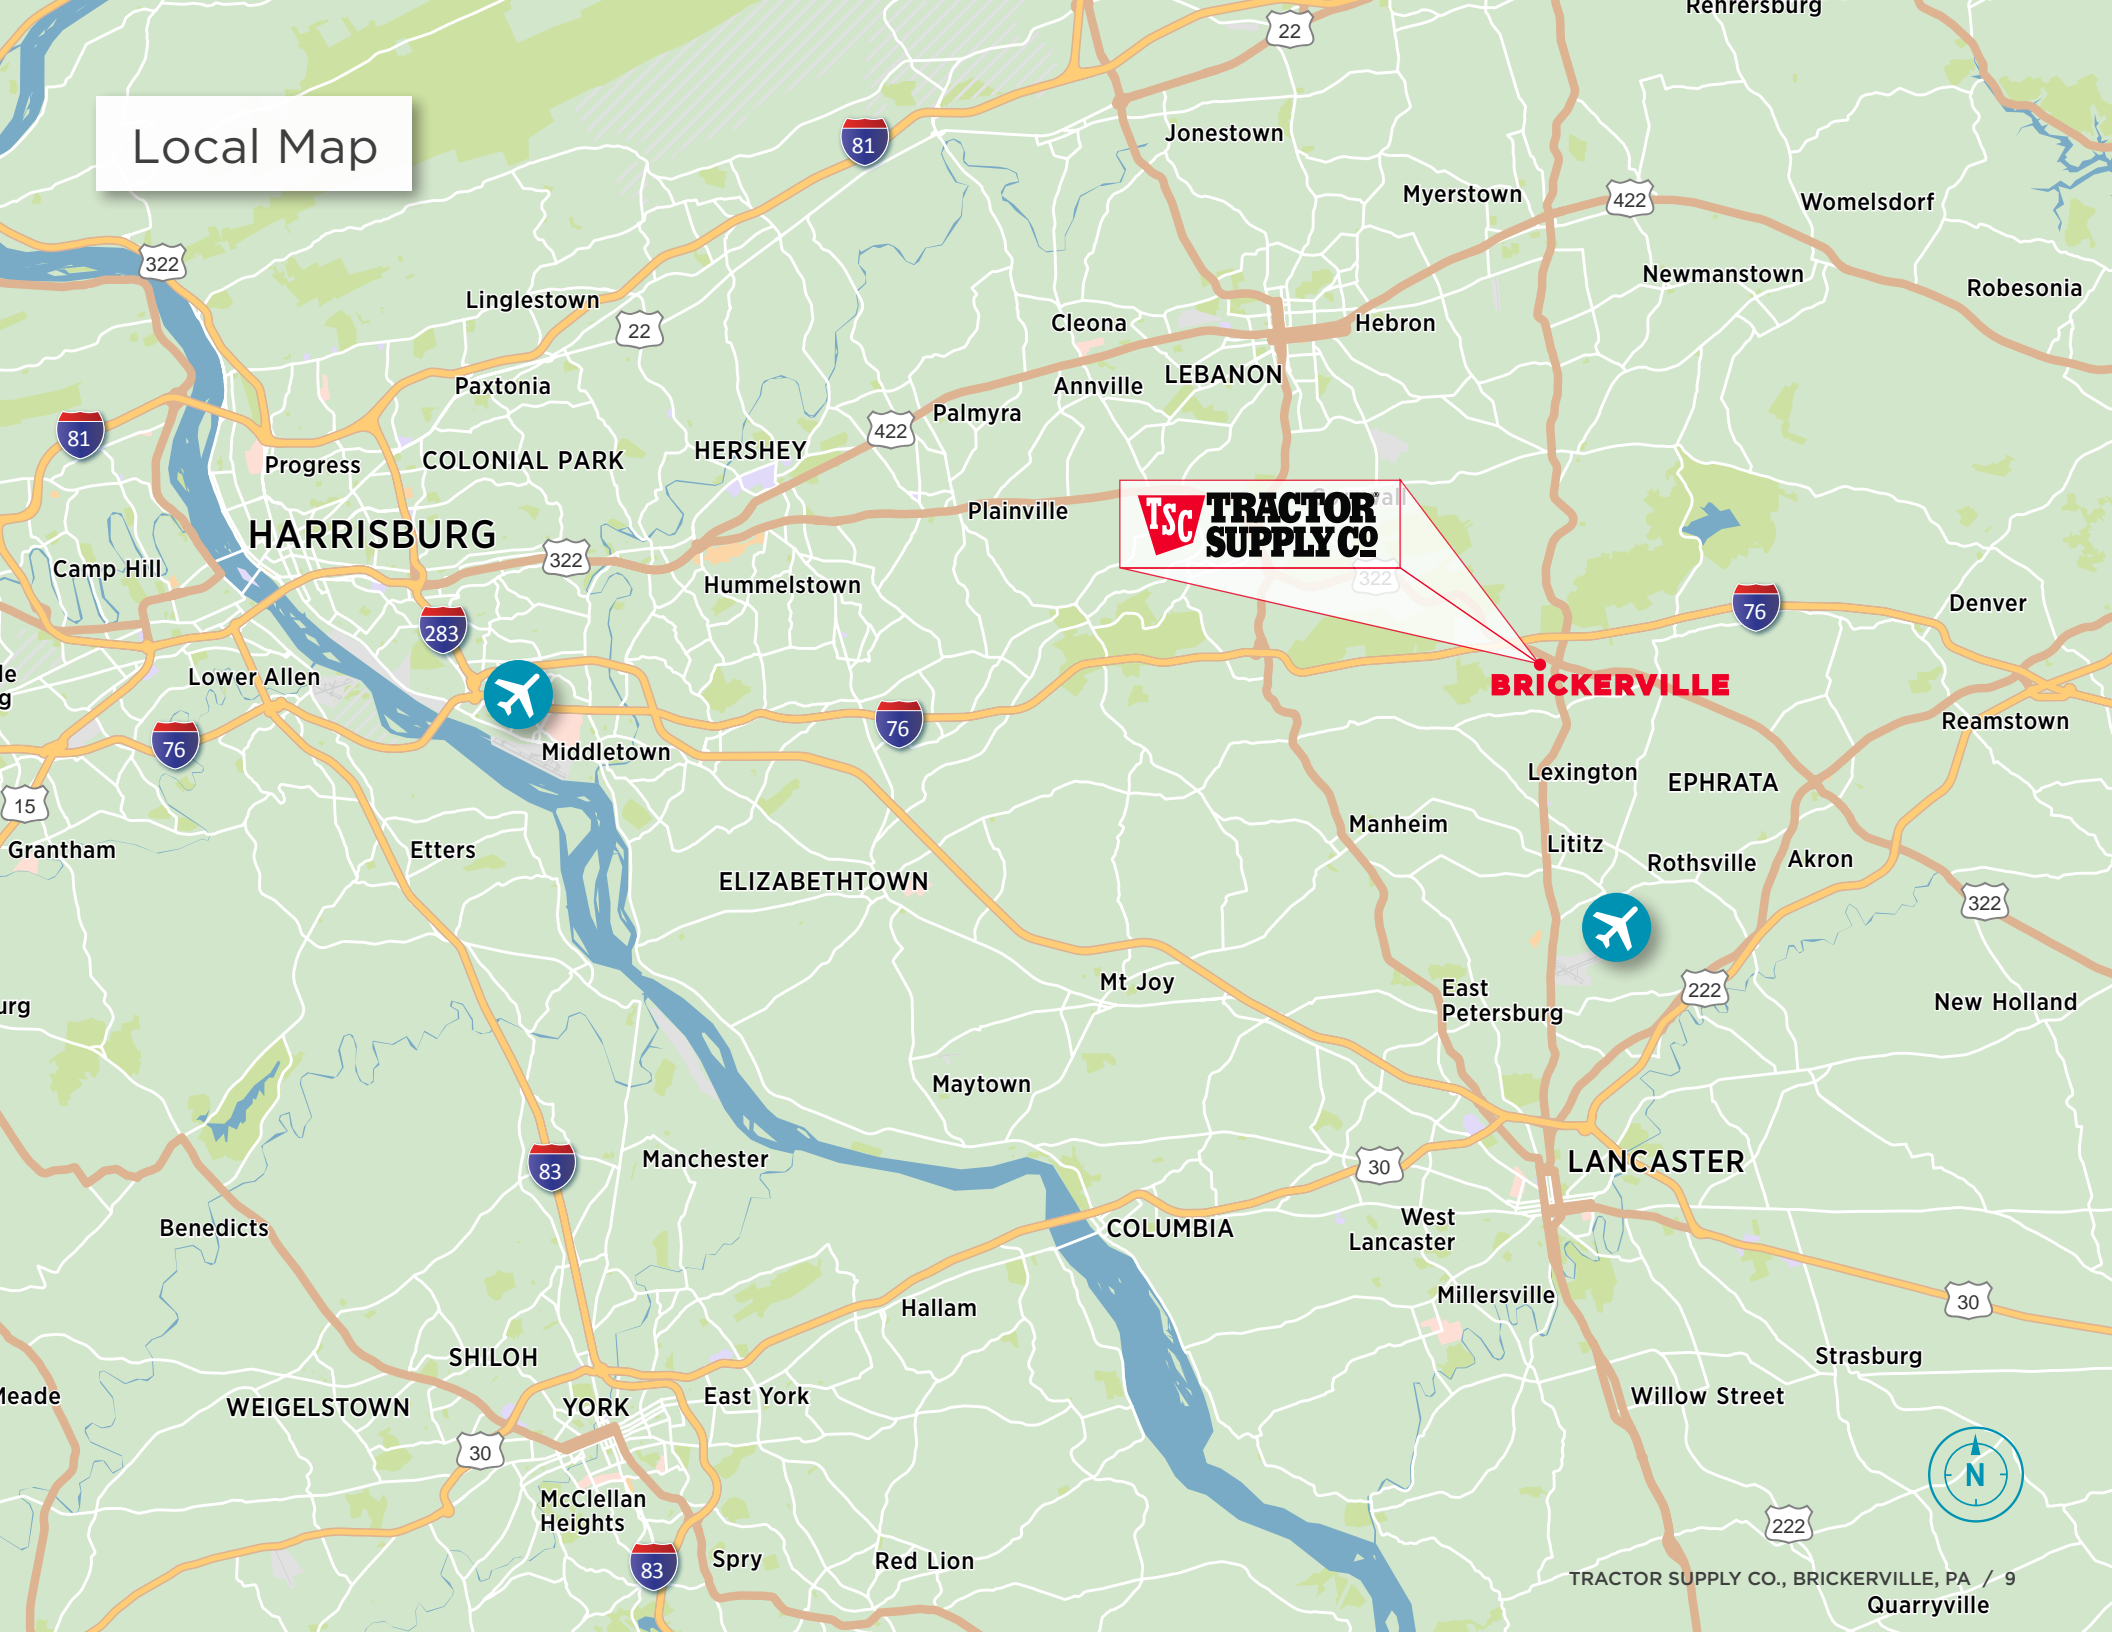 Rehrersburg
22
Local Map
81
Jonestown
Myerstown
422
Womelsdorf
322
Newmanstown
Robesonia
Linglestown
22
Cleona
Hebron
Paxtonia
Annville
LEBANON
Palmyra
422
81
Progress
COLONIAL PARK
HERSHEY
TSC TRACTOR
SUPPLY CO
Plainville
HARRISBURG
322
Camp Hill
Hummelstown
322
76
Denver
283
le
g
Lower Allen
BRICKERVILLE
76
76
Middletown
Reamstown
15
Lexington
EPHRATA
Grantham
Etters
Manheim
Lititz
Rothsville
Akron
ELIZABETHTOWN
322
Mt Joy
East
Petersburg
222
New Holland
urg
Maytown
83
Manchester
30
LANCASTER
Benedicts
COLUMBIA
West
Lancaster
Millersville
30
Hallam
SHILOH
Strasburg
Meade
WEIGELSTOWN
YORK
East York
Willow Street
30
N
McClellan
Heights
222
83
Spry
Red Lion
TRACTOR SUPPLY CO., BRICKERVILLE, PA / 9
Quarryville